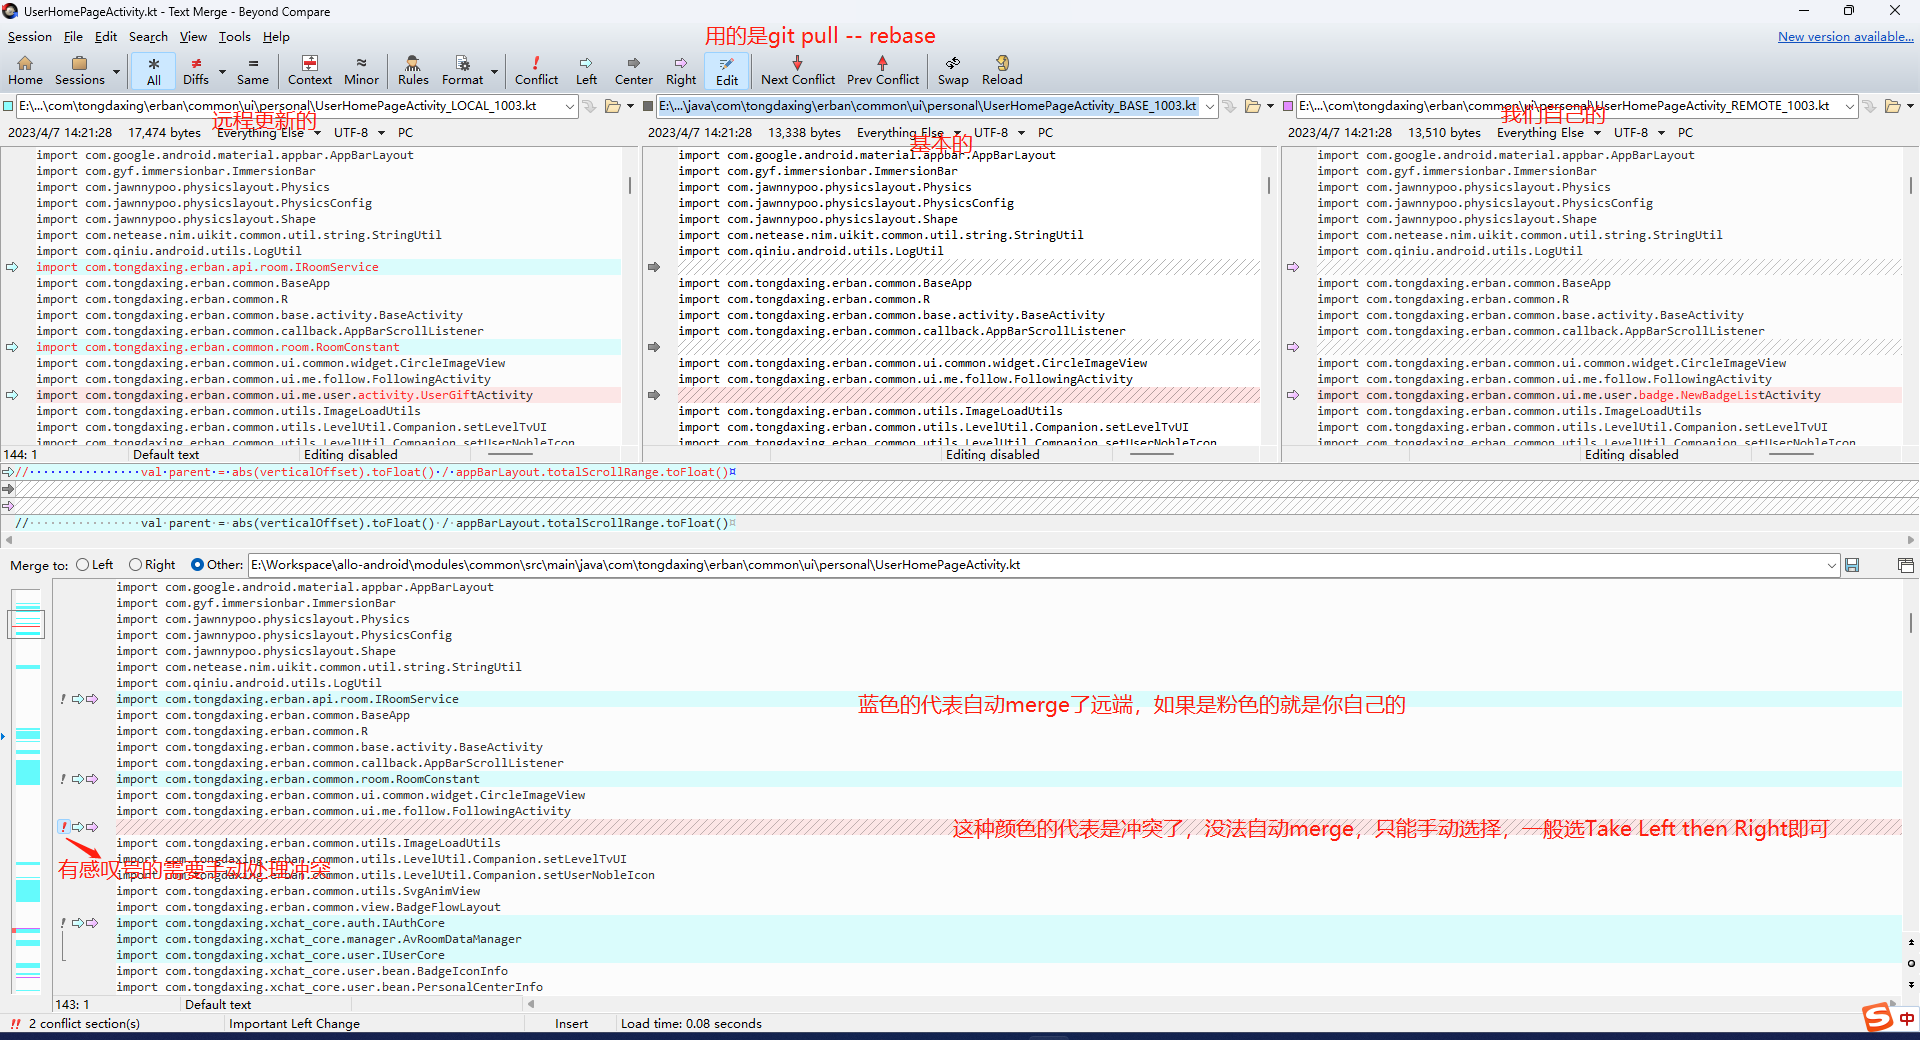 UserHomePageActivity.kt - Text Merge - Beyond Compare
Session File Edit Search View Tools Help
用的是git pull -- rebase
New version available...
Home Sessions All Diffs Same Context Minor Rules Format Conflict Left Center Right Edit Next Conflict Prev Conflict Swap Reload
E:\...\com\tongdaxing\erban\common\ui\personal\UserHomePageActivity_LOCAL_1003.kt
2023/4/7 14:21:28 17,474 bytes Everything Else UTF-8 PC
远程更新的
import com.google.android.material.appbar.AppBarLayout
import com.gyf.immersionbar.ImmersionBar
import com.jawnnypoo.physicslayout.Physics
import com.jawnnypoo.physicslayout.PhysicsConfig
import com.jawnnypoo.physicslayout.Shape
import com.netease.nim.uikit.common.util.string.StringUtil
import com.qiniu.android.utils.LogUtil
import com.tongdaxing.erban.api.room.IRoomService
import com.tongdaxing.erban.common.BaseApp
import com.tongdaxing.erban.common.R
import com.tongdaxing.erban.common.base.activity.BaseActivity
import com.tongdaxing.erban.common.callback.AppBarScrollListener
import com.tongdaxing.erban.common.room.RoomConstant
import com.tongdaxing.erban.common.ui.common.widget.CircleImageView
import com.tongdaxing.erban.common.ui.me.follow.FollowingActivity
import com.tongdaxing.erban.common.ui.me.user.activity.UserGiftActivity
import com.tongdaxing.erban.common.utils.ImageLoadUtils
import com.tongdaxing.erban.common.utils.LevelUtil.Companion.setLevelTvUI
import com.tongdaxing.erban.common.utils.LevelUtil.Companion.setUserNobleIcon
144: 1 Default text Editing disabled
E:\...\java\com\tongdaxing\erban\common\ui\personal\UserHomePageActivity_BASE_1003.kt
2023/4/7 14:21:28 13,338 bytes Everything Else UTF-8 PC
基本的
import com.google.android.material.appbar.AppBarLayout
import com.gyf.immersionbar.ImmersionBar
import com.jawnnypoo.physicslayout.Physics
import com.jawnnypoo.physicslayout.PhysicsConfig
import com.jawnnypoo.physicslayout.Shape
import com.netease.nim.uikit.common.util.string.StringUtil
import com.qiniu.android.utils.LogUtil
import com.tongdaxing.erban.common.BaseApp
import com.tongdaxing.erban.common.R
import com.tongdaxing.erban.common.base.activity.BaseActivity
import com.tongdaxing.erban.common.callback.AppBarScrollListener
import com.tongdaxing.erban.common.ui.common.widget.CircleImageView
import com.tongdaxing.erban.common.ui.me.follow.FollowingActivity
import com.tongdaxing.erban.common.utils.ImageLoadUtils
import com.tongdaxing.erban.common.utils.LevelUtil.Companion.setLevelTvUI
import com.tongdaxing.erban.common.utils.LevelUtil.Companion.setUserNobleIcon
Editing disabled
E:\...\com\tongdaxing\erban\common\ui\personal\UserHomePageActivity_REMOTE_1003.kt
我们自己的
2023/4/7 14:21:28 13,510 bytes Everything Else UTF-8 PC
import com.google.android.material.appbar.AppBarLayout
import com.gyf.immersionbar.ImmersionBar
import com.jawnnypoo.physicslayout.Physics
import com.jawnnypoo.physicslayout.PhysicsConfig
import com.jawnnypoo.physicslayout.Shape
import com.netease.nim.uikit.common.util.string.StringUtil
import com.qiniu.android.utils.LogUtil
import com.tongdaxing.erban.common.BaseApp
import com.tongdaxing.erban.common.R
import com.tongdaxing.erban.common.base.activity.BaseActivity
import com.tongdaxing.erban.common.callback.AppBarScrollListener
import com.tongdaxing.erban.common.ui.common.widget.CircleImageView
import com.tongdaxing.erban.common.ui.me.follow.FollowingActivity
import com.tongdaxing.erban.common.ui.me.user.badge.NewBadgeListActivity
import com.tongdaxing.erban.common.utils.ImageLoadUtils
import com.tongdaxing.erban.common.utils.LevelUtil.Companion.setLevelTvUI
import com.tongdaxing.erban.common.utils.LevelUtil.Companion.setUserNobleIcon
Editing disabled
// val parent = abs(verticalOffset).toFloat() / appBarLayout.totalScrollRange.toFloat()
// val parent = abs(verticalOffset).toFloat() / appBarLayout.totalScrollRange.toFloat()
Merge to: Left Right Other: E:\Workspace\allo-android\modules\common\src\main\java\com\tongdaxing\erban\common\ui\personal\UserHomePageActivity.kt
import com.google.android.material.appbar.AppBarLayout
import com.gyf.immersionbar.ImmersionBar
import com.jawnnypoo.physicslayout.Physics
import com.jawnnypoo.physicslayout.PhysicsConfig
import com.jawnnypoo.physicslayout.Shape
import com.netease.nim.uikit.common.util.string.StringUtil
import com.qiniu.android.utils.LogUtil
import com.tongdaxing.erban.api.room.IRoomService
蓝色的代表自动merge了远端，如果是粉色的就是你自己的
import com.tongdaxing.erban.common.BaseApp
import com.tongdaxing.erban.common.R
import com.tongdaxing.erban.common.base.activity.BaseActivity
import com.tongdaxing.erban.common.callback.AppBarScrollListener
import com.tongdaxing.erban.common.room.RoomConstant
import com.tongdaxing.erban.common.ui.common.widget.CircleImageView
import com.tongdaxing.erban.common.ui.me.follow.FollowingActivity
这种颜色的代表是冲突了，没法自动merge，只能手动选择，一般选Take Left then Right即可
import com.tongdaxing.erban.common.utils.ImageLoadUtils
import com.tongdaxing.erban.common.utils.LevelUtil.Companion.setLevelTvUI
有感叹号的需要手动处理冲突
import com.tongdaxing.erban.common.utils.LevelUtil.Companion.setUserNobleIcon
import com.tongdaxing.erban.common.utils.SvgAnimView
import com.tongdaxing.erban.common.view.BadgeFlowLayout
import com.tongdaxing.xchat_core.auth.IAuthCore
import com.tongdaxing.xchat_core.manager.AvRoomDataManager
import com.tongdaxing.xchat_core.user.IUserCore
import com.tongdaxing.xchat_core.user.bean.BadgeIconInfo
import com.tongdaxing.xchat_core.user.bean.PersonalCenterInfo
143: 1 Default text
!! 2 conflict section(s) Important Left Change Insert Load time: 0.08 seconds
S 中